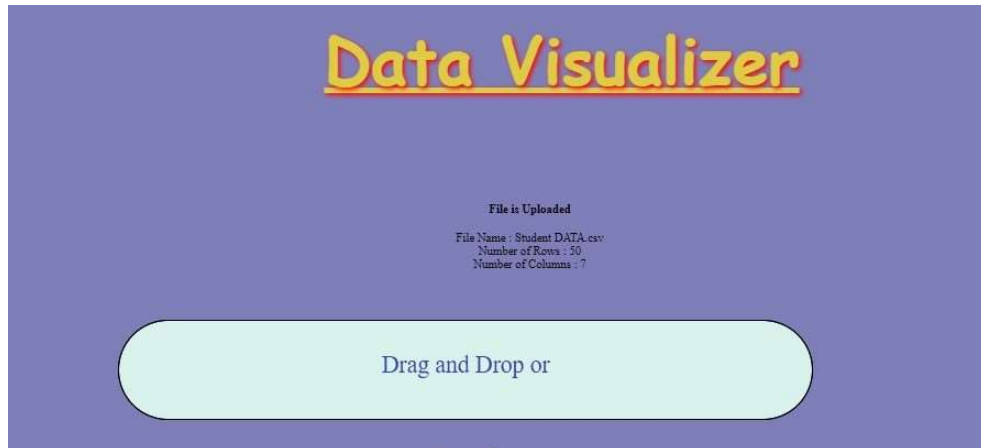 Data Visualizer
File is Uploaded
File Name : Student DATA.csv
Number of Rows : 50
Number of Columns : 7
Drag and Drop or